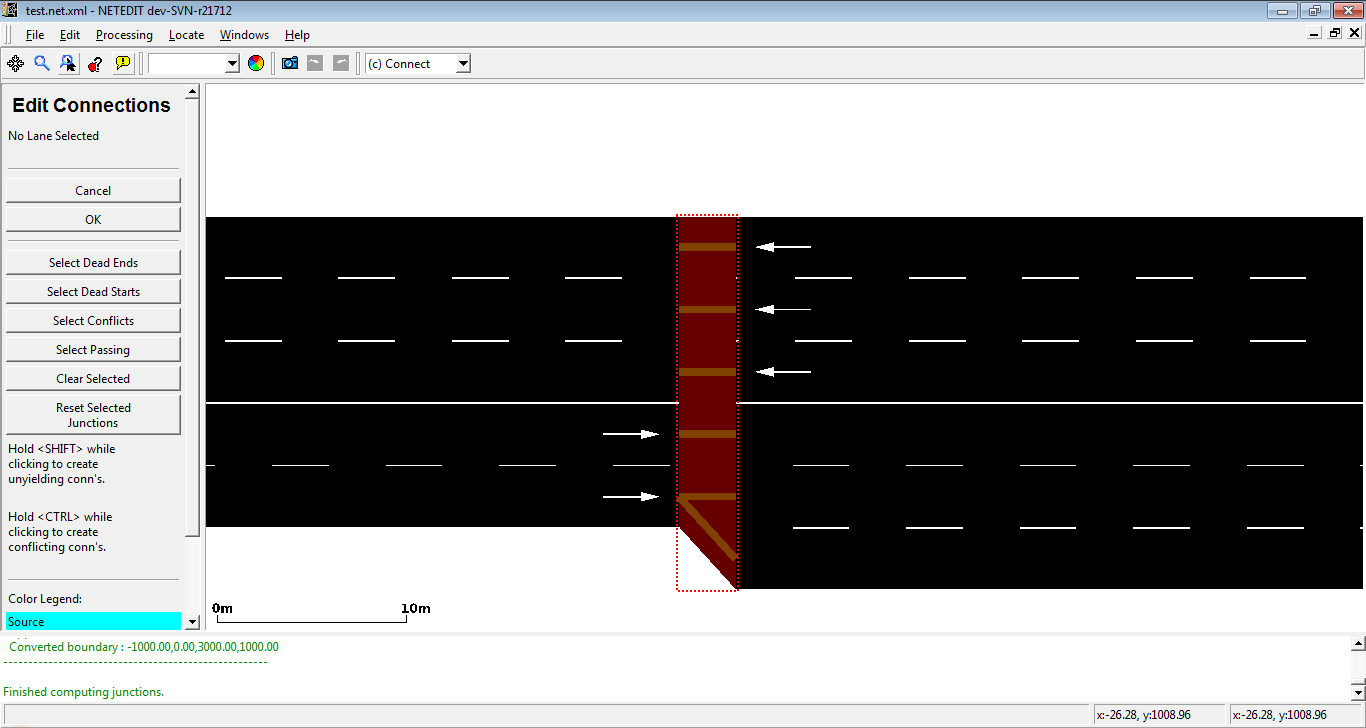 test.net.xml - NETEDIT dev-SVN-r21712
File Edit Processing Locate Windows Help
(c) Connect
Edit Connections
No Lane Selected
Cancel
OK
Select Dead Ends
Select Dead Starts
Select Conflicts
Select Passing
Clear Selected
Reset Selected
Junctions
Hold <SHIFT> while
clicking to create
unyielding conn's.
Hold <CTRL> while
clicking to create
conflicting conn's.
Color Legend:
Source
0m 10m
Converted boundary : -1000.00,0.00,3000.00,1000.00
-----------------------------------------------------
Finished computing junctions.
x:-26.28, y:1008.96 x:-26.28, y:1008.96